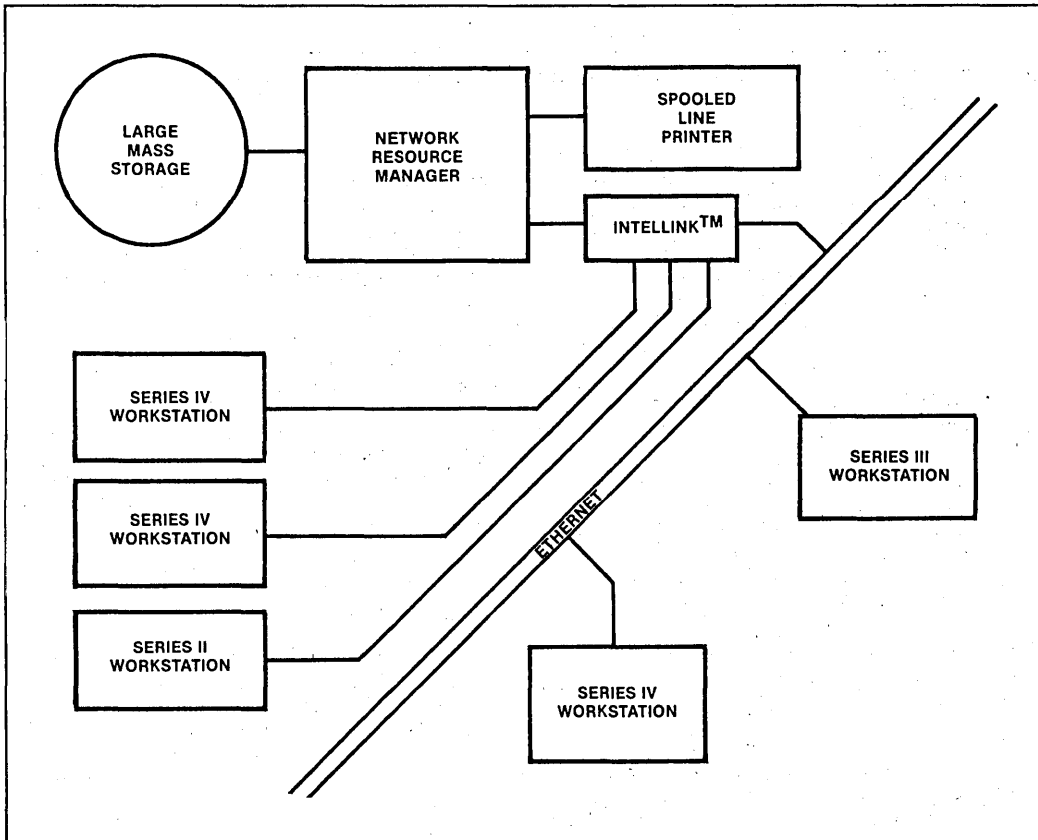 LARGE
MASS
STORAGE
NETWORK
RESOURCE
MANAGER
SPOOLED
LINE
PRINTER
INTELLINK™
SERIES IV
WORKSTATION
SERIES III
WORKSTATION
SERIES IV
WORKSTATION
ETHERNET
SERIES II
WORKSTATION
SERIES IV
WORKSTATION